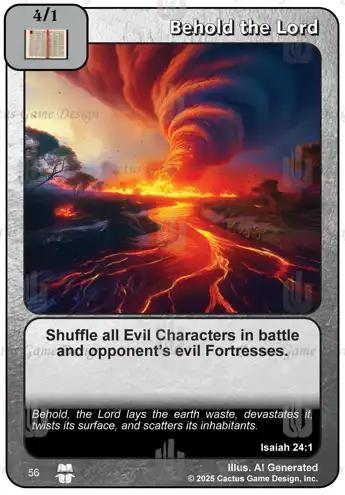 4/1
Behold the Lord
Shuffle all Evil Characters in battle
and opponent's evil Fortresses.
Behold, the Lord lays the earth waste, devastates it,
twists its surface, and scatters its inhabitants.
Isaiah 24:1
56
Illus. AI Generated
© 2025 Cactus Game Design, Inc.